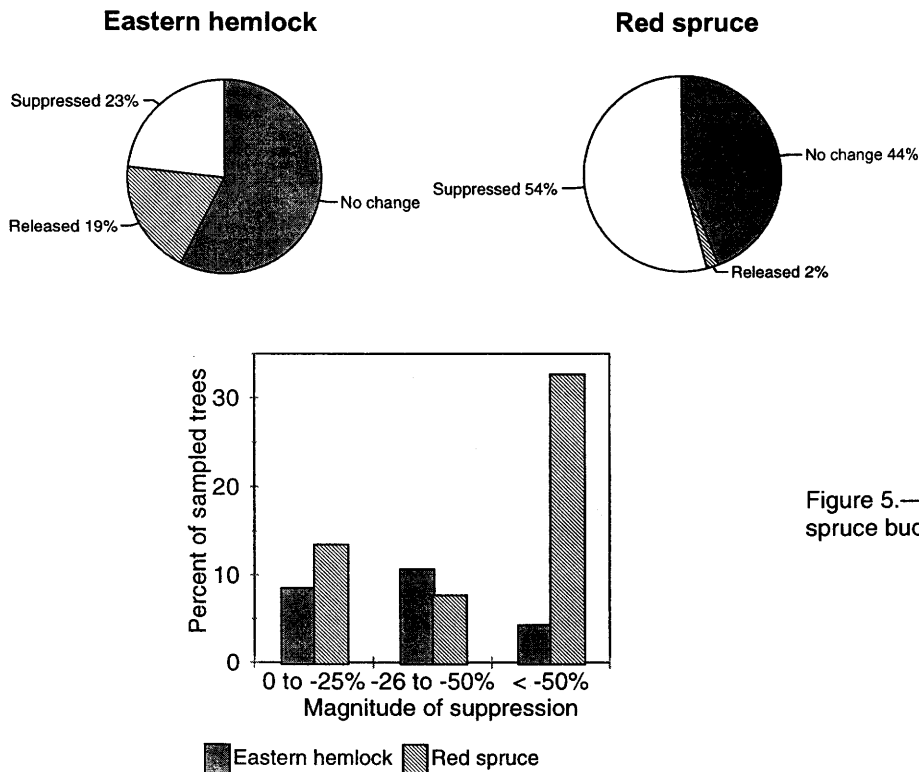 Eastern hemlock
Suppressed 23%
Released 19%
No change
Red spruce
Suppressed 54%
No change 44%
Released 2%
Percent of sampled trees
30
20
10
0
0 to -25% -26 to -50% < -50%
Magnitude of suppression
Eastern hemlock Red spruce
Figure 5.—
spruce